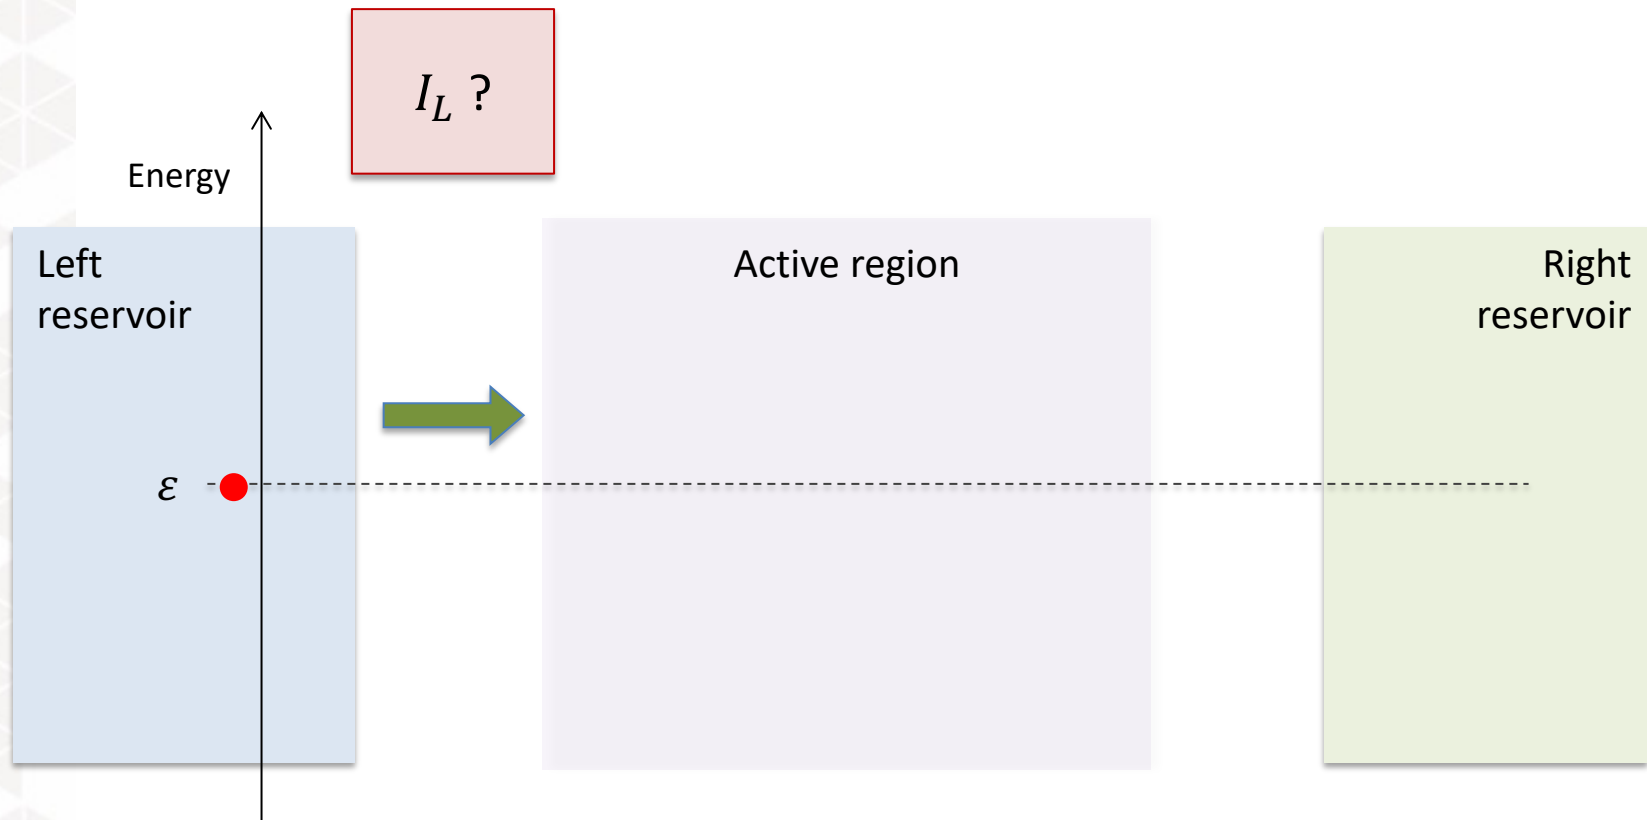 I_L ?
Energy
Left
reservoir
Active region
Right
reservoir
ε